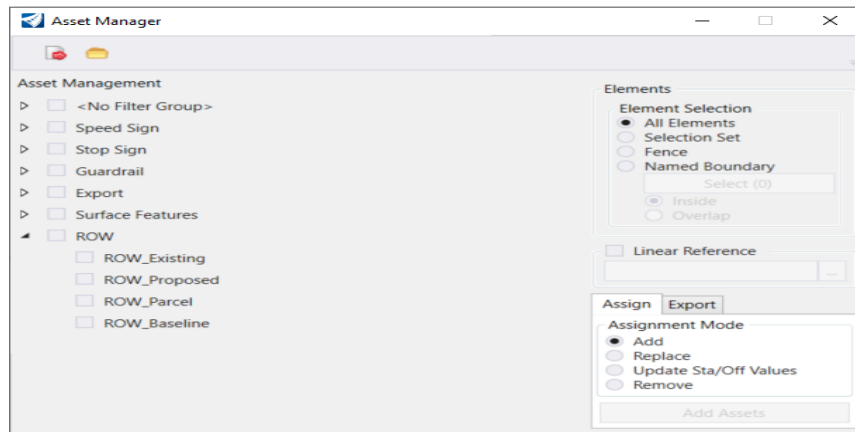 Asset Manager
Asset Management
<No Filter Group>
Speed Sign
Stop Sign
Guardrail
Export
Surface Features
ROW
ROW_Existing
ROW_Proposed
ROW_Parcel
ROW_Baseline
Elements
Element Selection
All Elements
Selection Set
Fence
Named Boundary
Select (0)
Inside
Overlap
Linear Reference
...
Assign Export
Assignment Mode
Add
Replace
Update Sta/Off Values
Remove
Add Assets